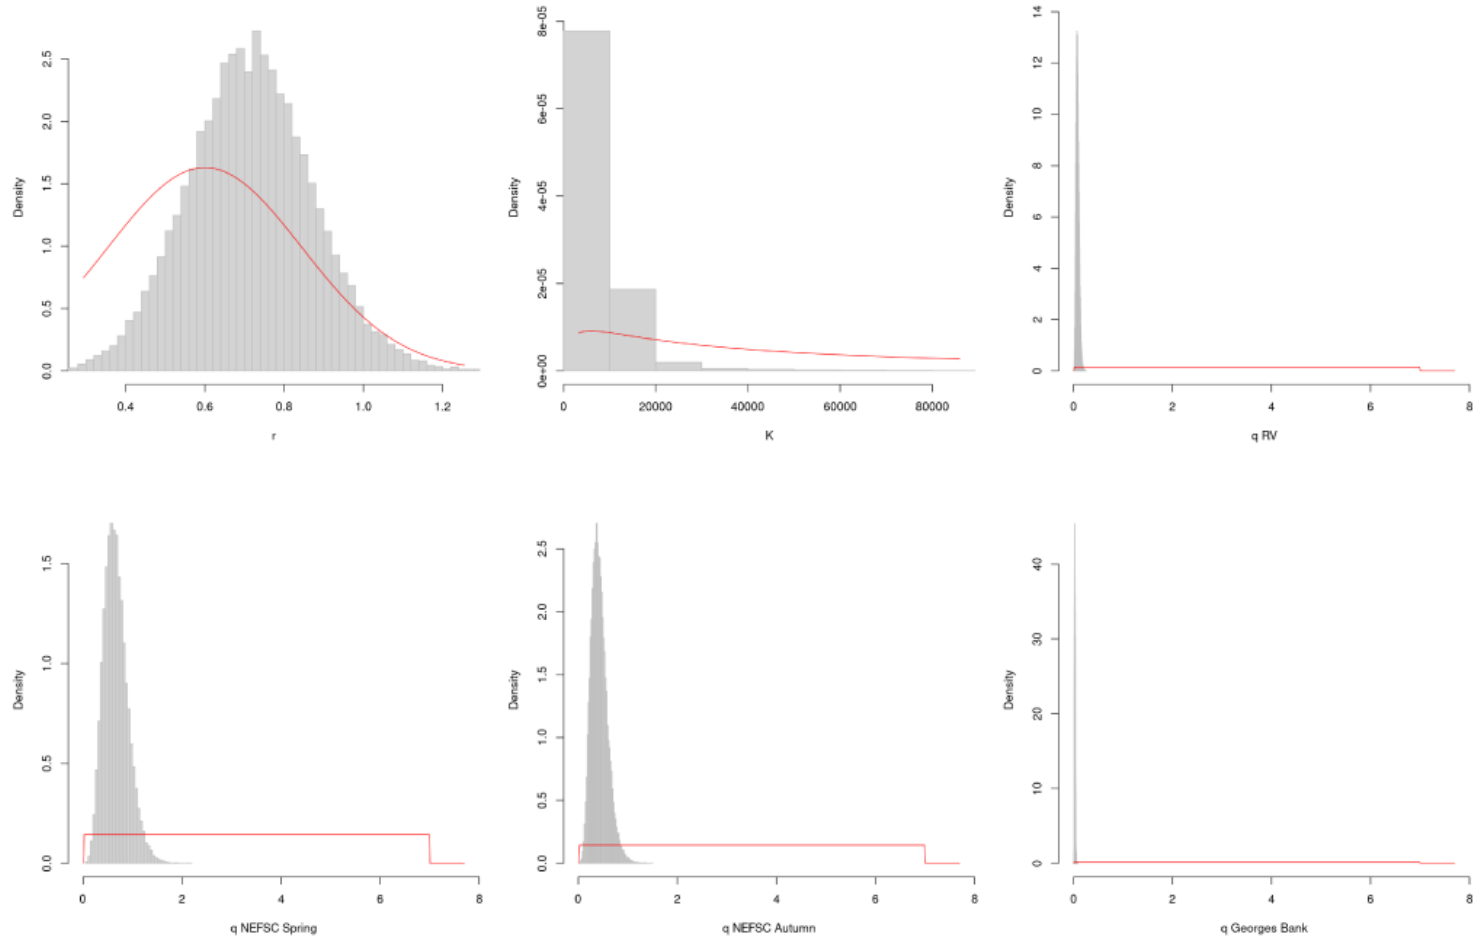 Density
2.5
2.0
1.5
1.0
0.5
0.0
0.4 0.6 0.8 1.0 1.2
r
Density
8e-05
6e-05
4e-05
2e-05
0e+00
0 20000 40000 60000 80000
K
Density
14
12
10
8
6
4
2
0
0 2 4 6 8
q RV
Density
1.5
1.0
0.5
0.0
0 2 4 6 8
q NEFSC Spring
Density
2.5
2.0
1.5
1.0
0.5
0.0
0 2 4 6 8
q NEFSC Autumn
Density
40
30
20
10
0
0 2 4 6 8
q Georges Bank